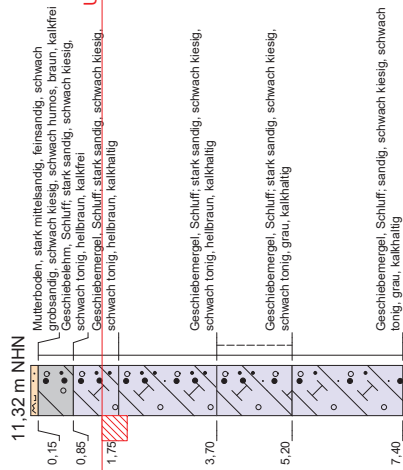 11,32 m NHN
0,15
Mutterboden, stark mittelsandig, feinsandig, schwach
grobsandig, schwach kiesig, schwach humos, braun, kalkfrei
0,85
Geschiebelehm, Schluff; stark sandig, schwach kiesig,
schwach tonig, hellbraun, kalkfrei
1,75
Geschiebemergel, Schluff; stark sandig, schwach kiesig,
schwach tonig, hellbraun, kalkhaltig
3,70
Geschiebemergel, Schluff; stark sandig, schwach kiesig,
schwach tonig, hellbraun, kalkhaltig
5,20
Geschiebemergel, Schluff; stark sandig, schwach kiesig,
schwach tonig, grau, kalkhaltig
7,40
Geschiebemergel, Schluff; sandig, schwach kiesig, schwach
tonig, grau, kalkhaltig